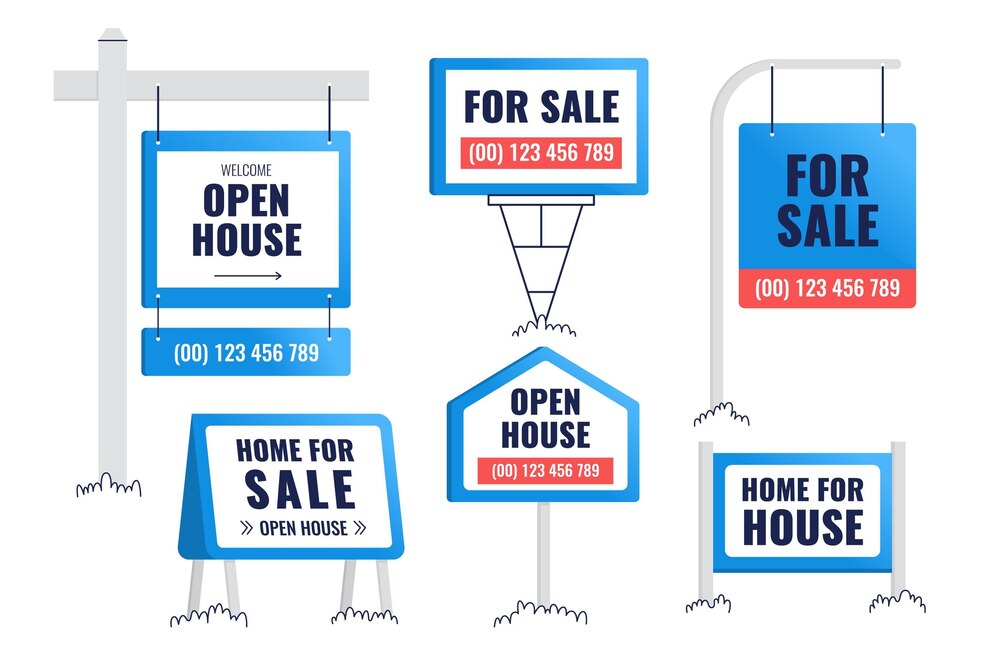 WELCOME
OPEN
HOUSE
(00) 123 456 789
FOR SALE
(00) 123 456 789
FOR
SALE
(00) 123 456 789
HOME FOR
SALE
» OPEN HOUSE »
OPEN
HOUSE
(00) 123 456 789
HOME FOR
HOUSE